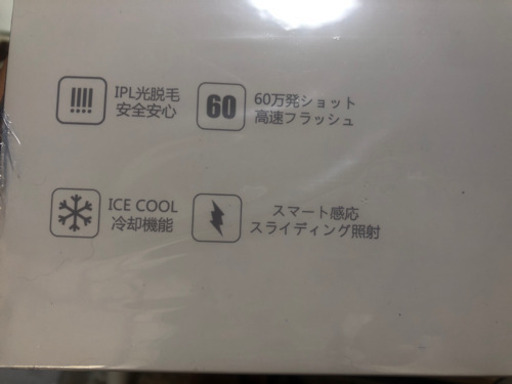 IPL光脱毛
安全安心
60
60万発ショット
高速フラッシュ
ICE COOL
冷却機能
スマート感応
スライディング照射